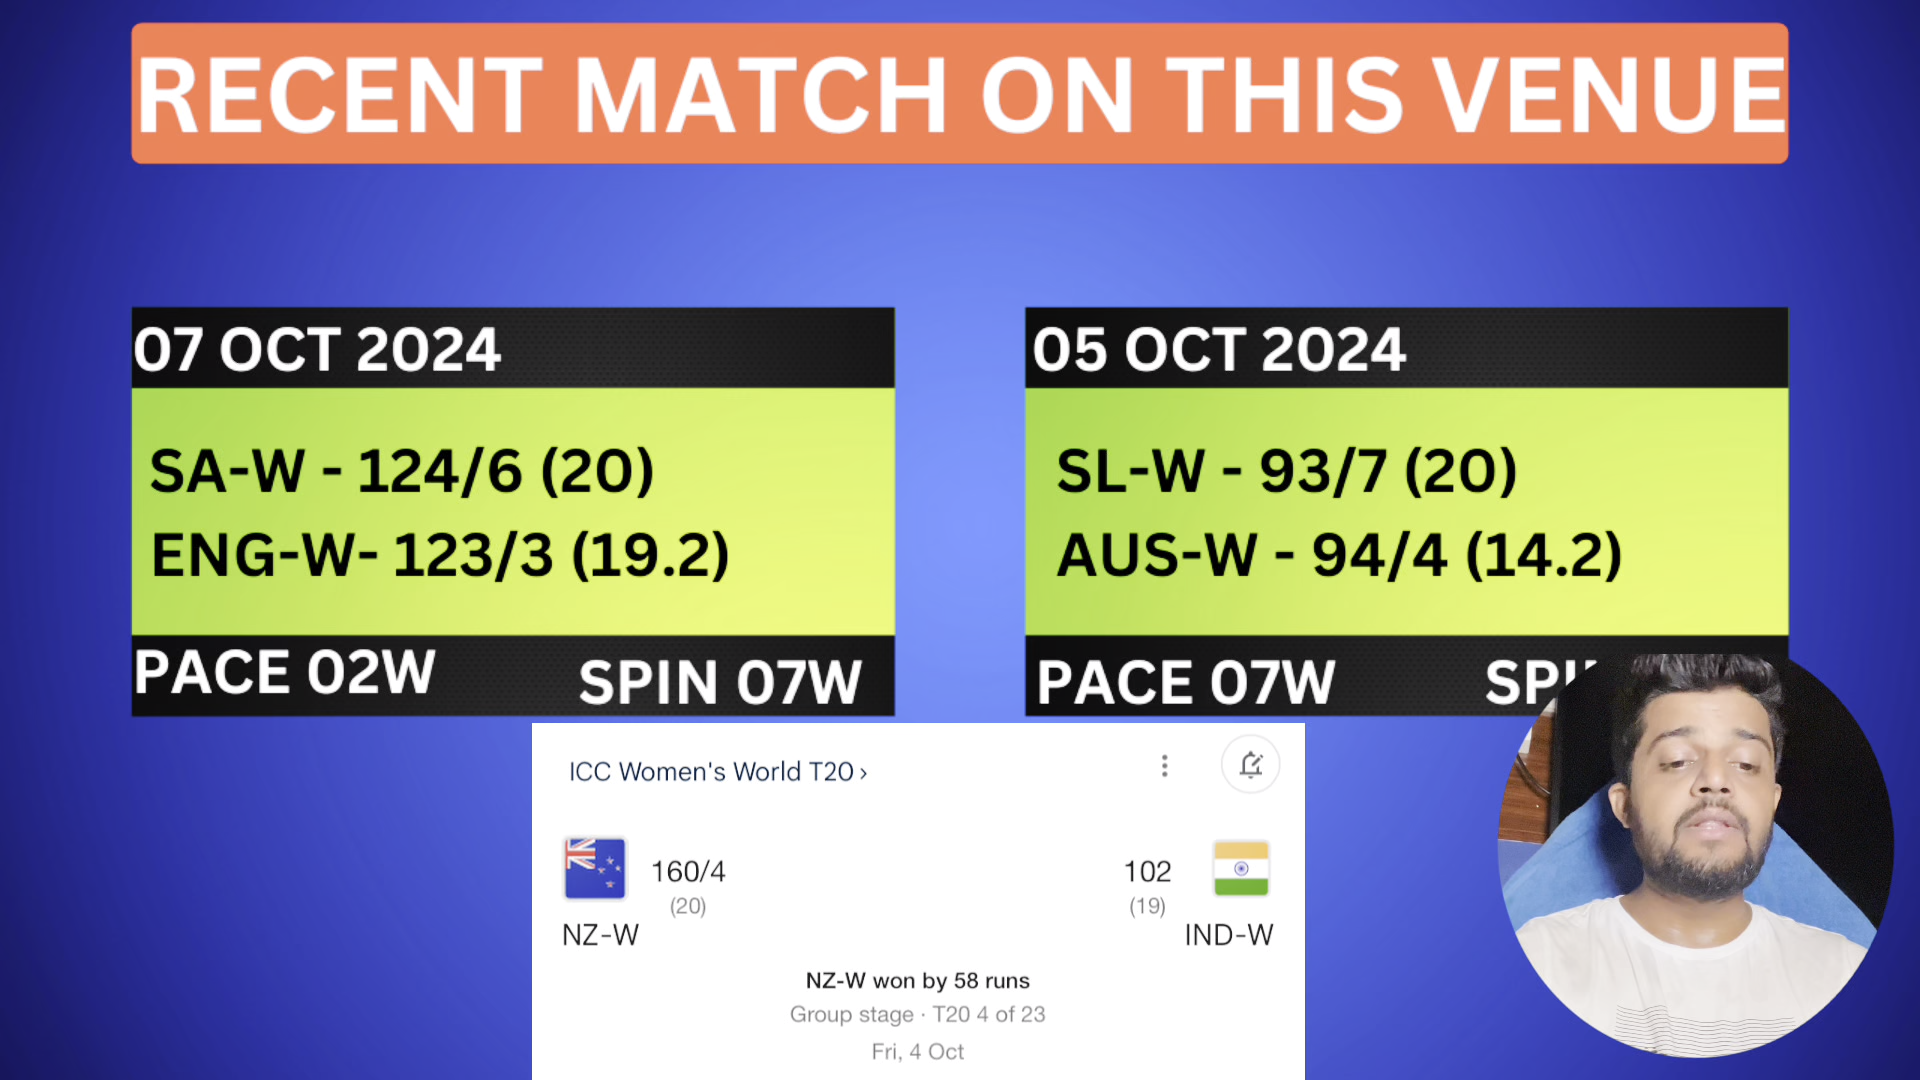 RECENT MATCH ON THIS VENUE
07 OCT 2024
SA-W - 124/6 (20)
ENG-W- 123/3 (19.2)
PACE 02W
SPIN 07W
05 OCT 2024
SL-W - 93/7 (20)
AUS-W - 94/4 (14.2)
PACE 07W
ICC Women's World T20 ›
160/4
(20)
NZ-W
102
(19)
IND-W
NZ-W won by 58 runs
Group stage · T20 4 of 23
Fri, 4 Oct